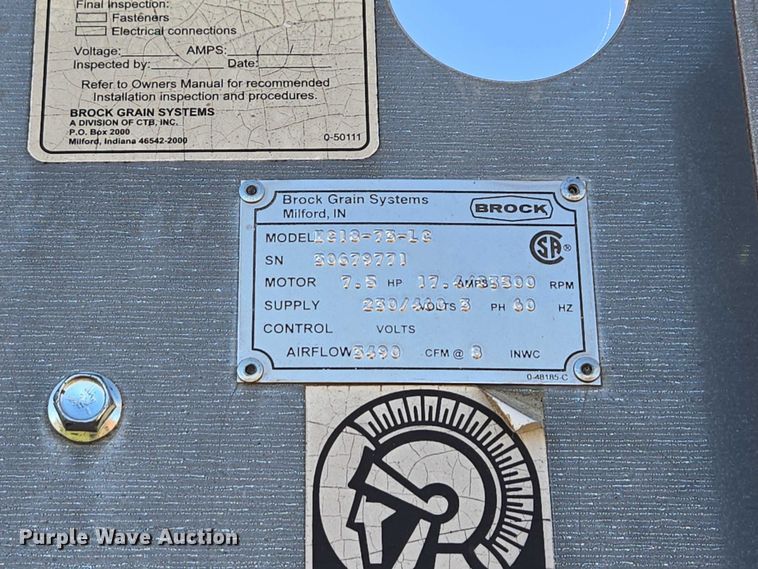 Final Inspection:
Fasteners
Electrical connections
Voltage: AMPS: /
Inspected by: Date:
Refer to Owners Manual for recommended
Installation inspection and procedures.
BROCK GRAIN SYSTEMS
A DIVISION OF CTB, INC.
P.O. Box 2000
Milford, Indiana 46542-2000
0-50111
Brock Grain Systems
Milford, IN
BROCK
MODEL
SN 50679771
MOTOR 7.5 HP AMPS RPM
SUPPLY VOLTS 3 PH 60 HZ
CONTROL VOLTS
AIRFLOW 5490 CFM @ 8 INWC
0-48185-C
Purple Wave Auction